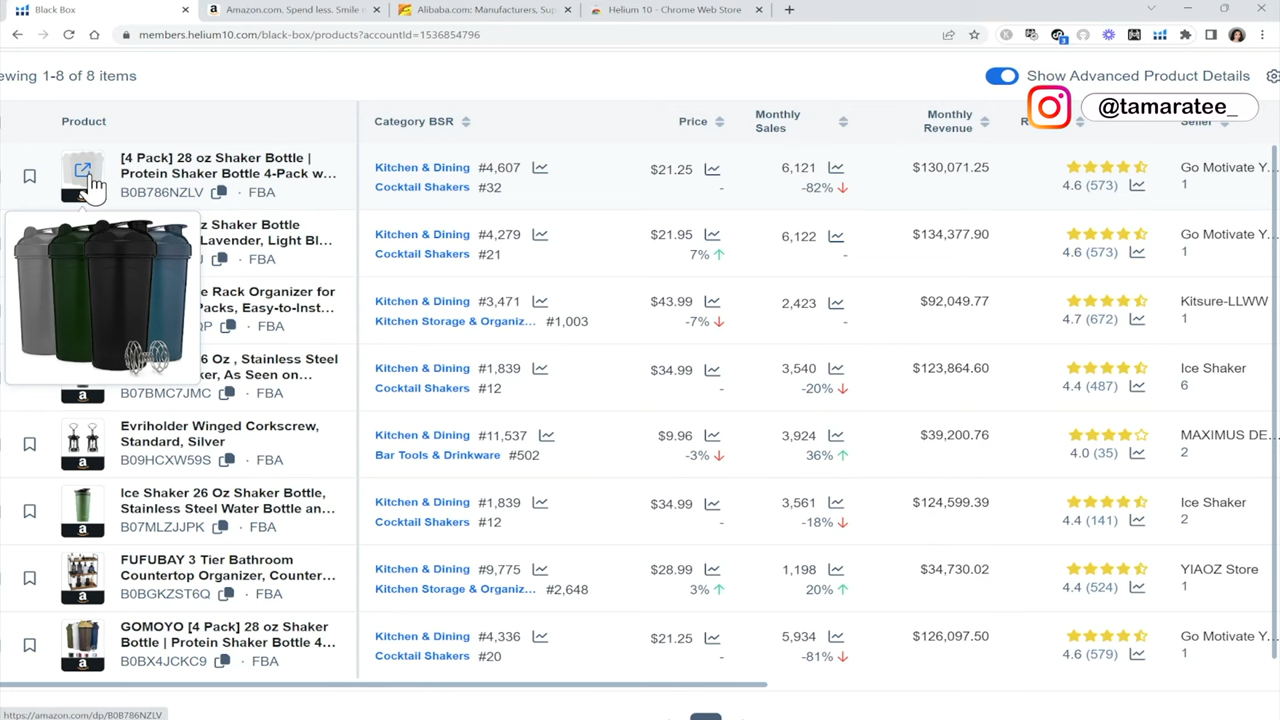 Black Box
Amazon.com. Spend less. Smile m
Alibaba.com: Manufacturers, Sup
Helium 10 - Chrome Web Store
members.helium10.com/black-box/products?accountId=1536854796
3
ewing 1-8 of 8 items
Show Advanced Product Details
@tamaratee_
Product
Category BSR
Price
Monthly Sales
Monthly Revenue
R
Seller
[4 Pack] 28 oz Shaker Bottle |
Protein Shaker Bottle 4-Pack w...
B0B786NZLV · FBA
Kitchen & Dining #4,607
Cocktail Shakers #32
$21.25
-
6,121
-82%
$130,071.25
4.6 (573)
Go Motivate Y...
1
z Shaker Bottle
Lavender, Light Bl...
J · FBA
Kitchen & Dining #4,279
Cocktail Shakers #21
$21.95
7%
6,122
-
$134,377.90
4.6 (573)
Go Motivate Y...
1
e Rack Organizer for
Packs, Easy-to-Inst...
QP · FBA
Kitchen & Dining #3,471
Kitchen Storage & Organiz... #1,003
$43.99
-7%
2,423
-
$92,049.77
4.7 (672)
Kitsure-LLWW
1
6 Oz , Stainless Steel
r, As Seen on...
B07BMC7JMC · FBA
Kitchen & Dining #1,839
Cocktail Shakers #12
$34.99
-
3,540
-20%
$123,864.60
4.4 (487)
Ice Shaker
6
Evriholder Winged Corkscrew,
Standard, Silver
B09HCXW59S · FBA
Kitchen & Dining #11,537
Bar Tools & Drinkware #502
$9.96
-3%
3,924
36%
$39,200.76
4.0 (35)
MAXIMUS DE...
2
Ice Shaker 26 Oz Shaker Bottle,
Stainless Steel Water Bottle an...
B07MLZJJPK · FBA
Kitchen & Dining #1,839
Cocktail Shakers #12
$34.99
-
3,561
-18%
$124,599.39
4.4 (141)
Ice Shaker
2
FUFUBAY 3 Tier Bathroom
Countertop Organizer, Counter...
B0BGKZST6Q · FBA
Kitchen & Dining #9,775
Kitchen Storage & Organiz... #2,648
$28.99
3%
1,198
20%
$34,730.02
4.4 (524)
YIAOZ Store
1
GOMOYO [4 Pack] 28 oz Shaker
Bottle | Protein Shaker Bottle 4...
B0BX4JCKC9 · FBA
Kitchen & Dining #4,336
Cocktail Shakers #20
$21.25
-
5,934
-81%
$126,097.50
4.6 (579)
Go Motivate Y...
1
https://amazon.com/dp/B0B786NZLV